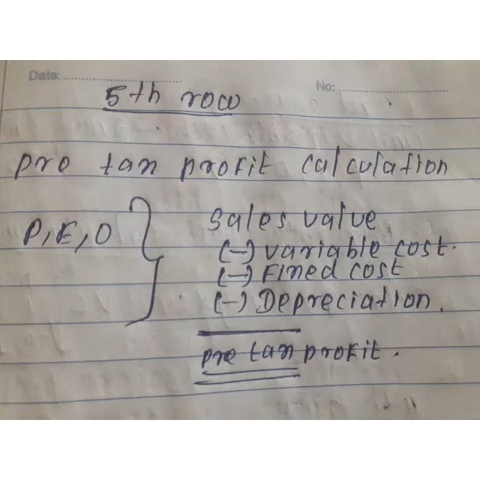 Date:
No:
5th row
pre tax profit calculation
P, E, O
Sales value
(-) variable cost.
(-) Fixed cost
(-) Depreciation.
pre tax profit.